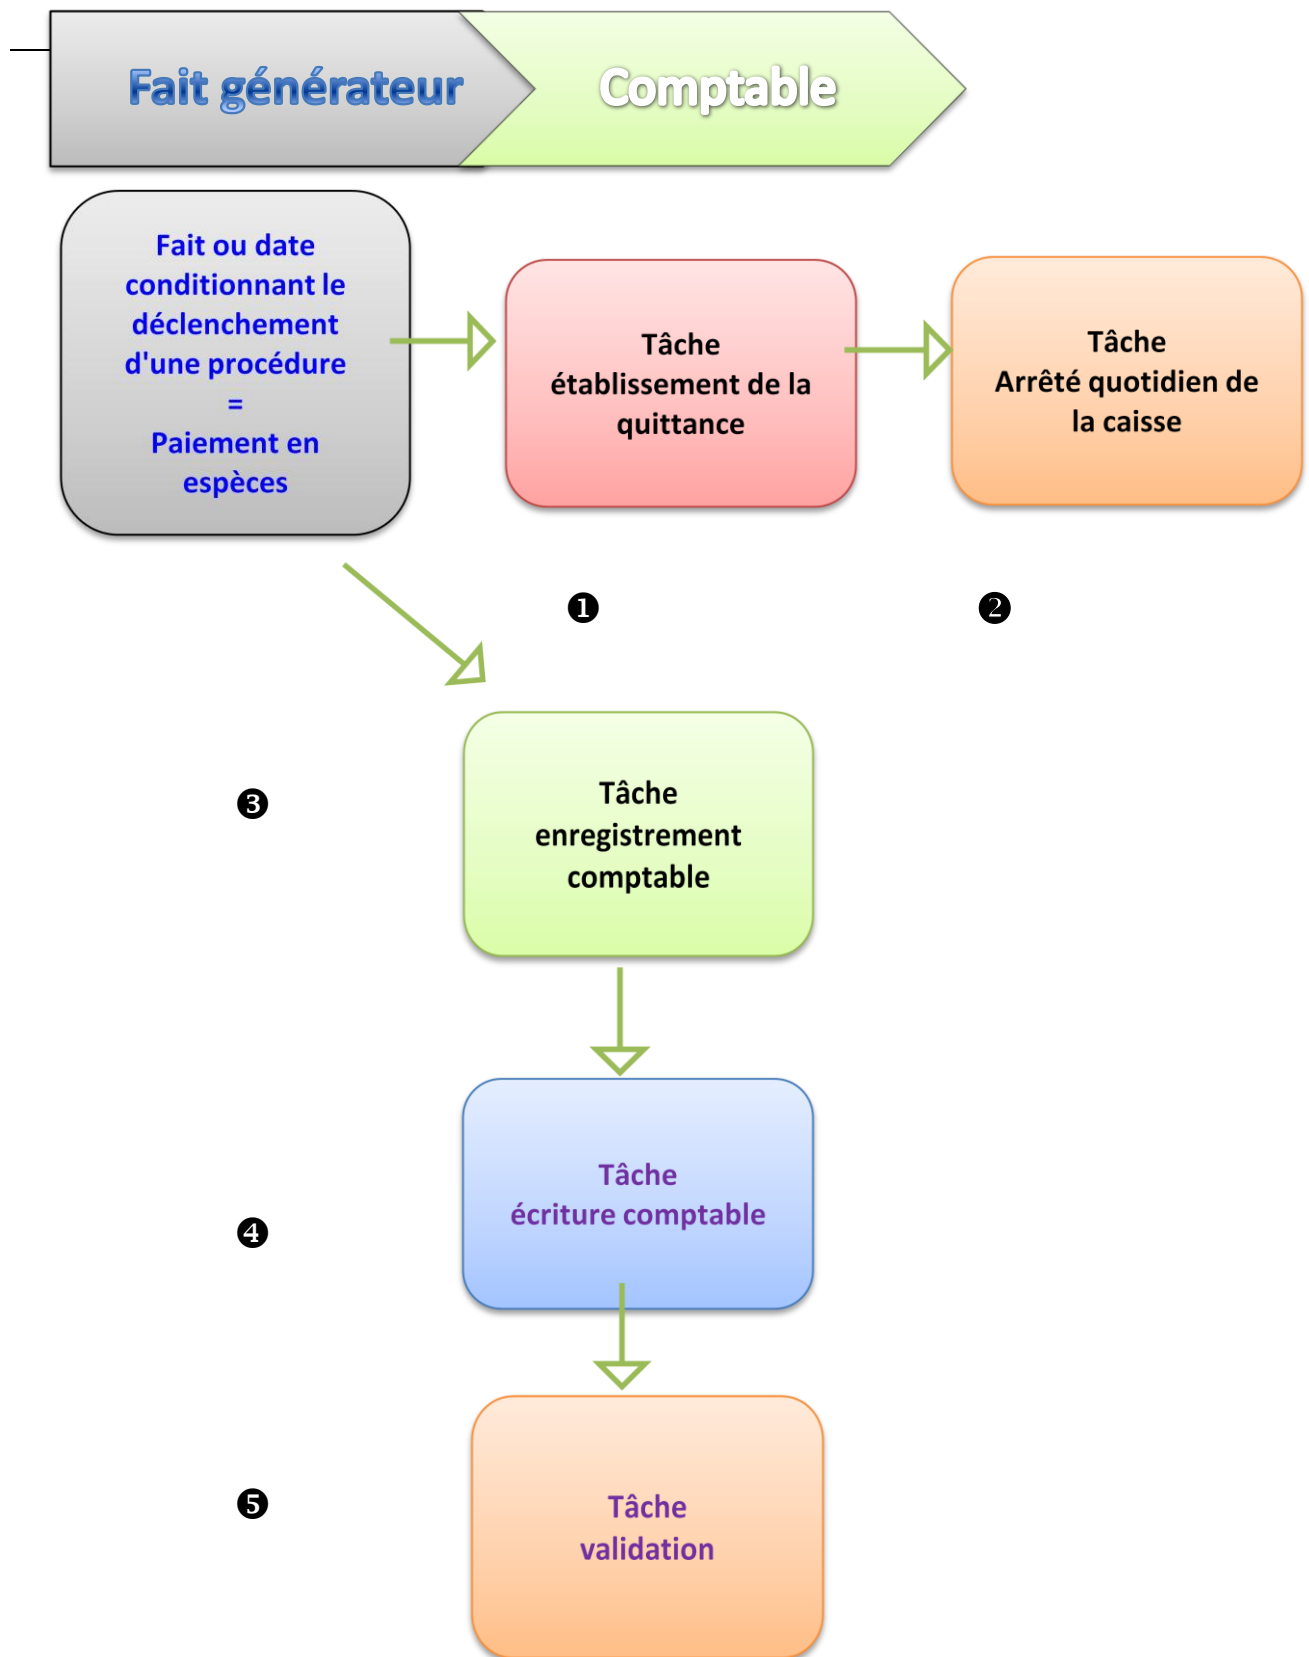 Fait générateur
Comptable
Fait ou date
conditionnant le
déclenchement
d'une procédure
=
Paiement en
espèces
Tâche
établissement de la
quittance
Tâche
Arrêté quotidien de
la caisse
❶
❷
Tâche
enregistrement
comptable
❸
Tâche
écriture comptable
❹
Tâche
validation
❺